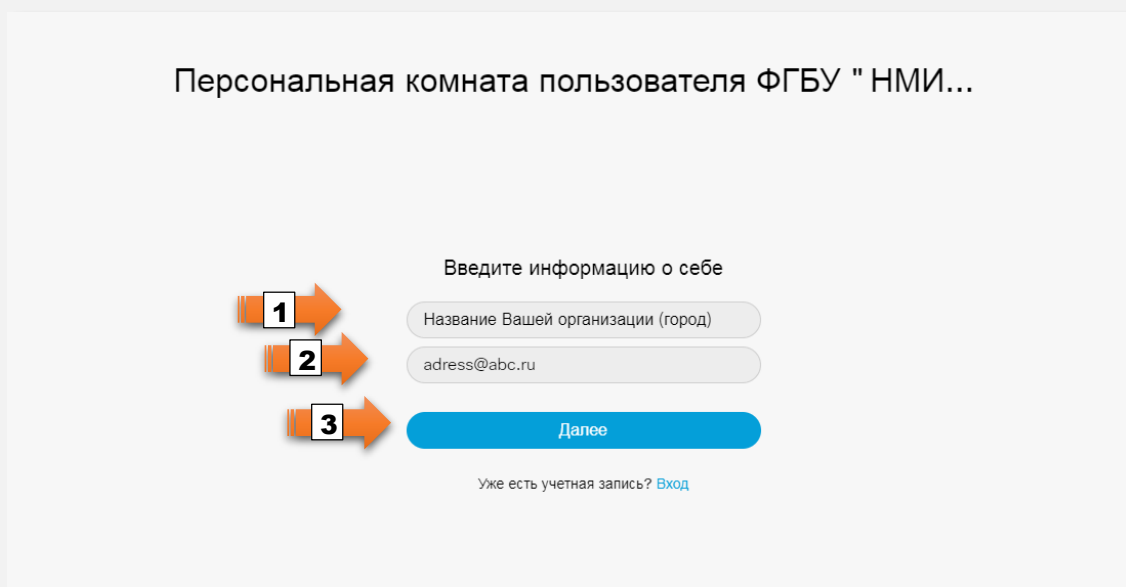 Персональная комната пользователя ФГБУ " НМИ...
Введите информацию о себе
1
Название Вашей организации (город)
2
adress@abc.ru
3
Далее
Уже есть учетная запись? Вход